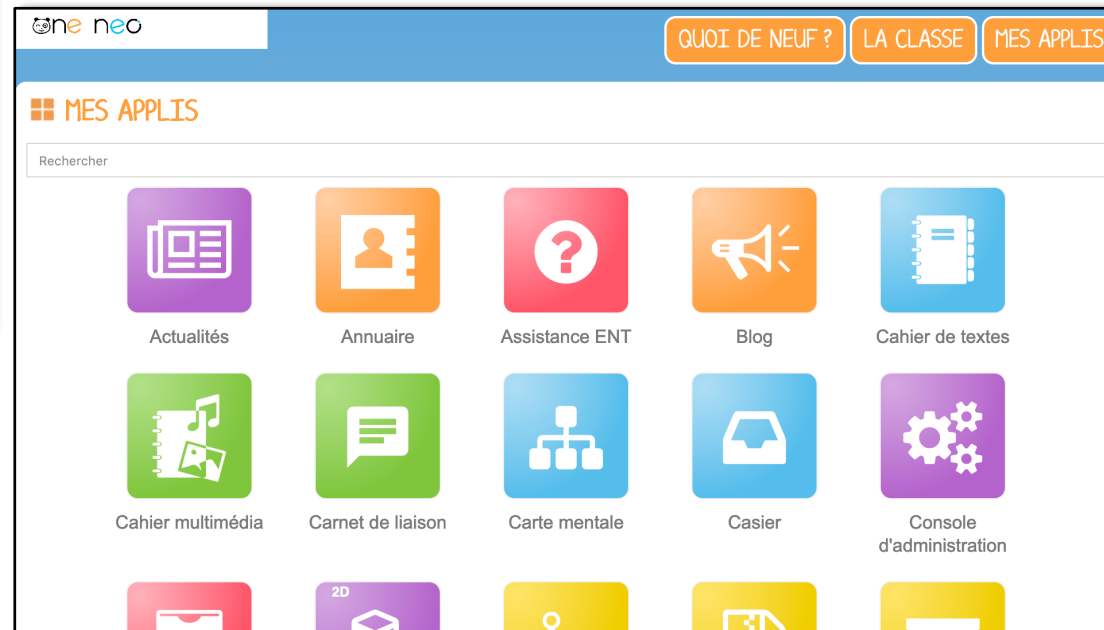 one neo
QUOI DE NEUF ?
LA CLASSE
MES APPLIS
MES APPLIS
Rechercher
Actualités
Annuaire
Assistance ENT
Blog
Cahier de textes
Cahier multimédia
Carnet de liaison
Carte mentale
Casier
Console
d'administration
2D